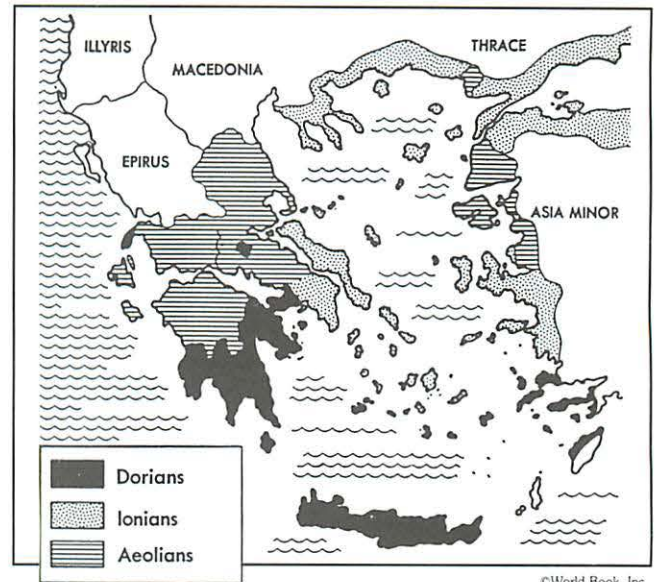 ILLYRIS
THRACE
MACEDONIA
EPIRUS
ASIA MINOR
Dorians
Ionians
Aeolians
©World Book, Inc.